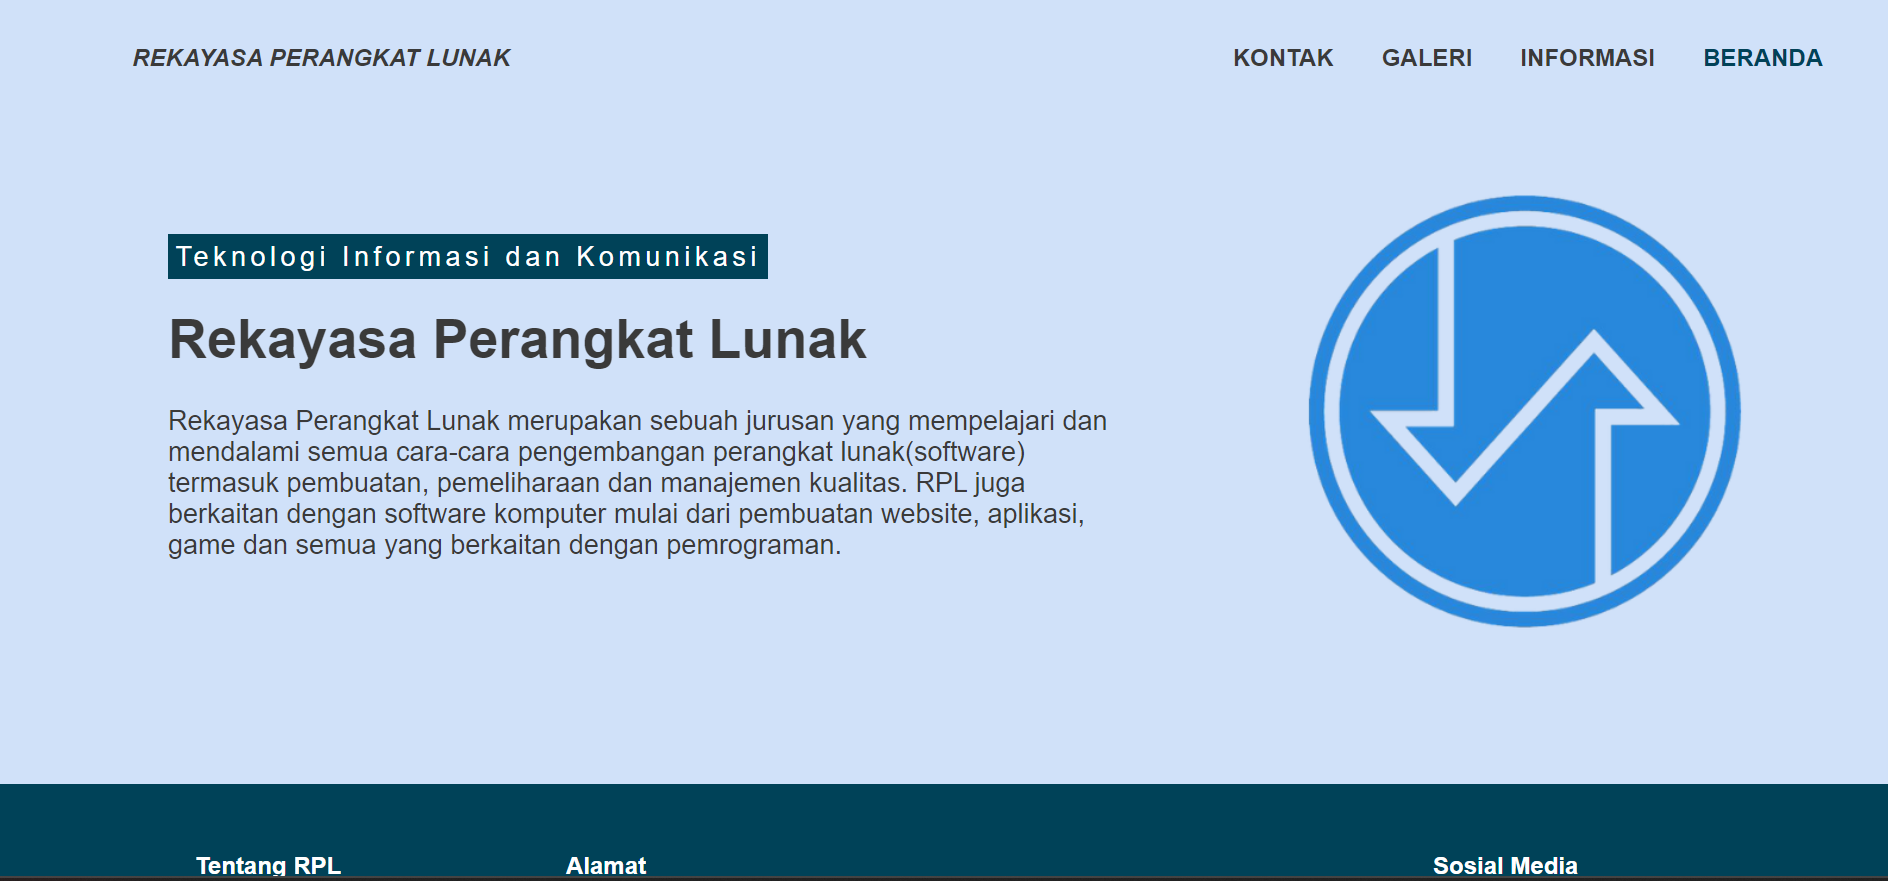 REKAYASA PERANGKAT LUNAK
KONTAK GALERI INFORMASI BERANDA
Teknologi Informasi dan Komunikasi
Rekayasa Perangkat Lunak
Rekayasa Perangkat Lunak merupakan sebuah jurusan yang mempelajari dan
mendalami semua cara-cara pengembangan perangkat lunak(software)
termasuk pembuatan, pemeliharaan dan manajemen kualitas. RPL juga
berkaitan dengan software komputer mulai dari pembuatan website, aplikasi,
game dan semua yang berkaitan dengan pemrograman.
Tentang RPL Alamat Sosial Media